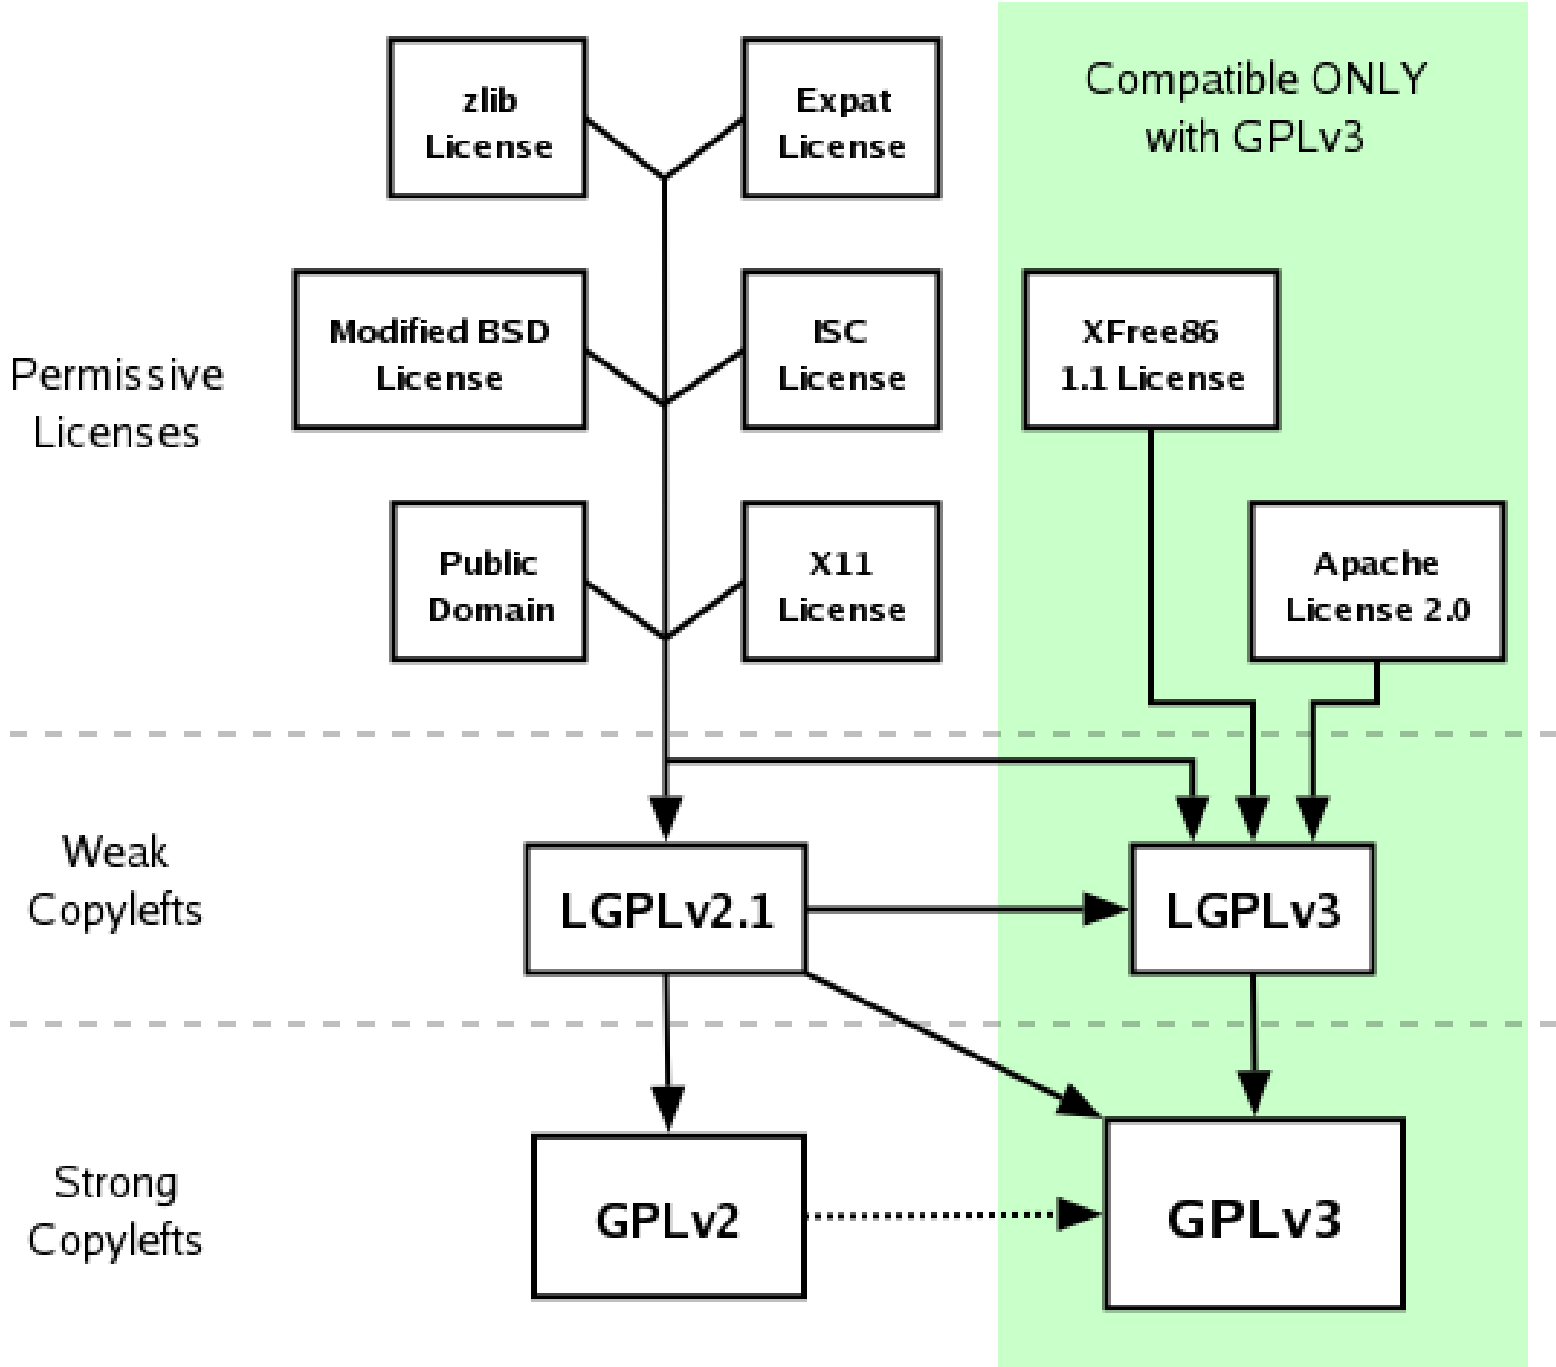 zlib
License
Expat
License
Compatible ONLY
with GPLv3
Permissive
Licenses
Modified BSD
License
ISC
License
XFree86
1.1 License
Public
Domain
X11
License
Apache
License 2.0
Weak
Copylefts
LGPLv2.1
LGPLv3
Strong
Copylefts
GPLv2
GPLv3